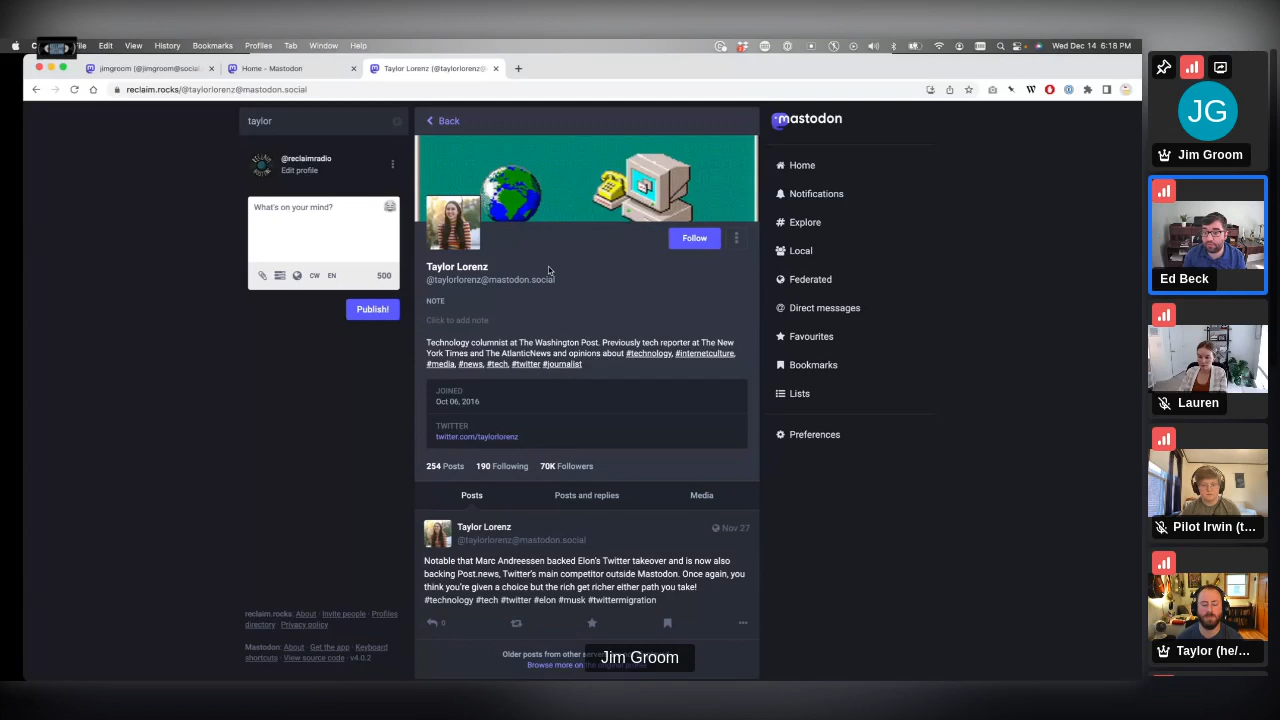 File Edit View History Bookmarks Profiles Tab Window Help
Wed Dec 14 6:18 PM
jimgroom (@jimgroom@social
Home - Mastodon
Taylor Lorenz (@taylorlorenz@
reclaim.rocks/@taylorlorenz@mastodon.social
taylor
@reclaimradio
Edit profile
What's on your mind?
CW EN 500
Publish!
reclaim.rocks: About · Invite people · Profiles
directory · Privacy policy
Mastodon: About · Get the app · Keyboard
shortcuts · View source code · v4.0.2
Back
Follow
Taylor Lorenz
@taylorlorenz@mastodon.social
NOTE
Click to add note
Technology columnist at The Washington Post. Previously tech reporter at The New
York Times and The AtlanticNews and opinions about #technology, #internetculture,
#media, #news, #tech, #twitter #journalist
JOINED
Oct 06, 2016
TWITTER
twitter.com/taylorlorenz
254 Posts 190 Following 70K Followers
Posts Posts and replies Media
Taylor Lorenz
Nov 27
@taylorlorenz@mastodon.social
Notable that Marc Andreessen backed Elon's Twitter takeover and is now also
backing Post.news, Twitter's main competitor outside Mastodon. Once again, you
think you're given a choice but the rich get richer either path you take!
#technology #tech #twitter #elon #musk #twittermigration
0
Older posts from other
Browse more on
Jim Groom
mastodon
Home
Notifications
Explore
Local
Federated
Direct messages
Favourites
Bookmarks
Lists
Preferences
JG
Jim Groom
Ed Beck
Lauren
Pilot Irwin (t...
Taylor (he/...